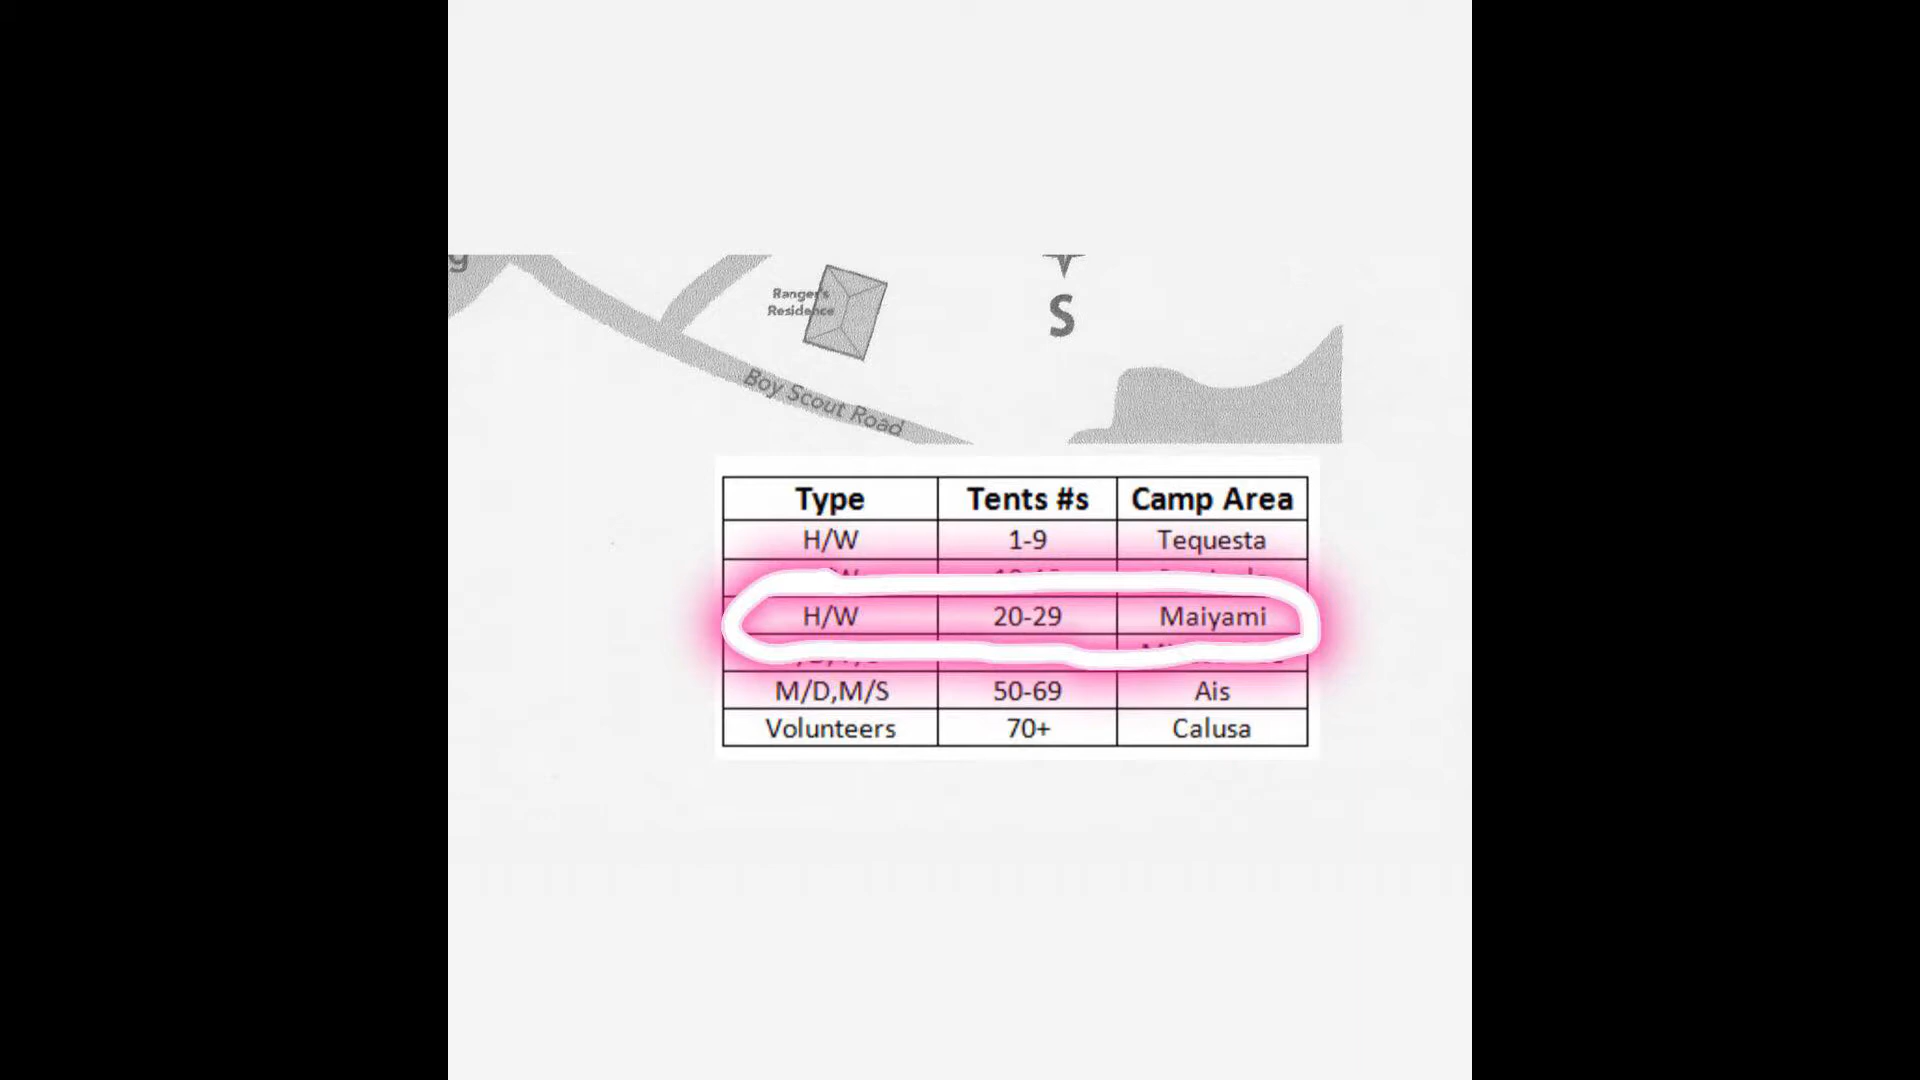 g
Ranger's
Residence
S
Boy Scout Road
Type Tents #s Camp Area
H/W 1-9 Tequesta
H/W 20-29 Maiyami
M/D,M/S 50-69 Ais
Volunteers 70+ Calusa